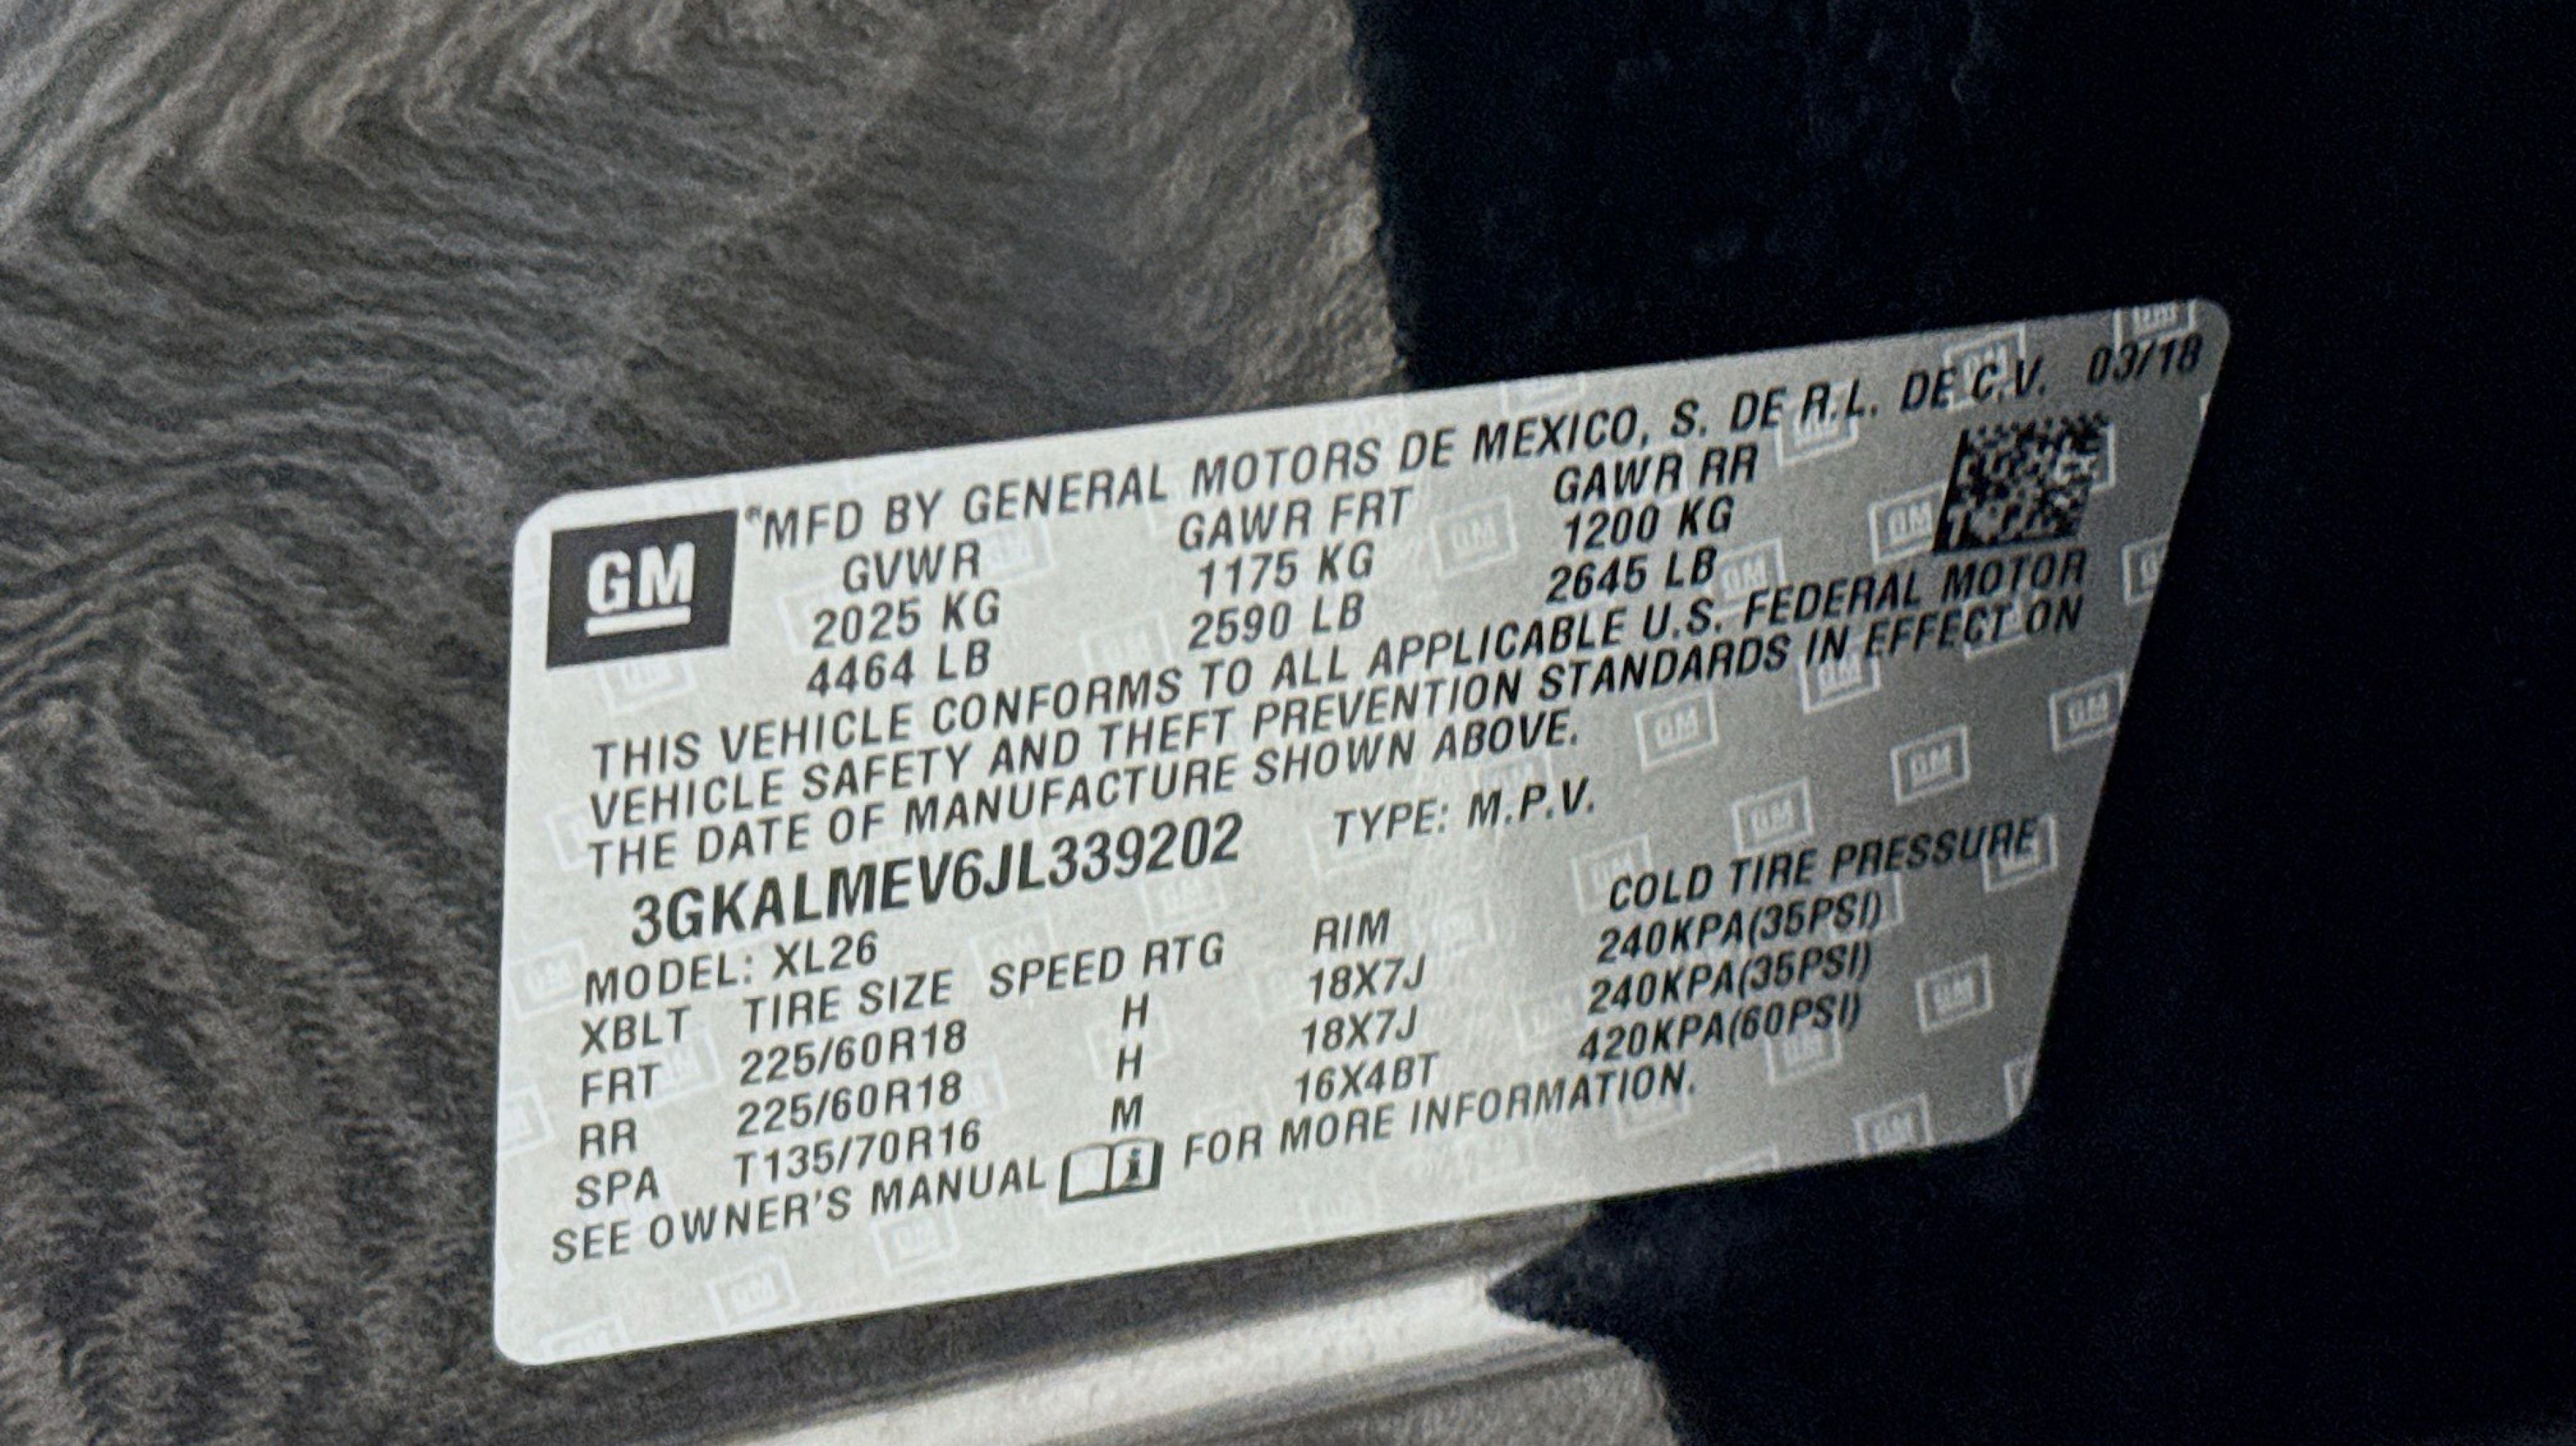 GM
®MFD BY GENERAL MOTORS DE MEXICO, S. DE R.L. DE C.V. 03/18
GVWR GAWR FRT GAWR RR
2025 KG 1175 KG 1200 KG
4464 LB 2590 LB 2645 LB
THIS VEHICLE CONFORMS TO ALL APPLICABLE U.S. FEDERAL MOTOR
VEHICLE SAFETY AND THEFT PREVENTION STANDARDS IN EFFECT ON
THE DATE OF MANUFACTURE SHOWN ABOVE.
3GKALMEV6JL339202 TYPE: M.P.V.
MODEL: XL26
XBLT TIRE SIZE SPEED RTG RIM COLD TIRE PRESSURE
FRT 225/60R18 H 18X7J 240KPA(35PSI)
RR 225/60R18 H 18X7J 240KPA(35PSI)
SPA T135/70R16 M 16X4BT 420KPA(60PSI)
SEE OWNER'S MANUAL FOR MORE INFORMATION.